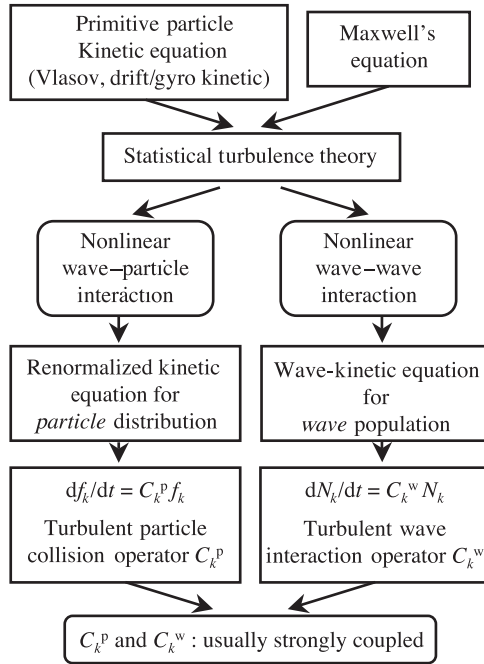 Primitive particle
Kinetic equation
(Vlasov, drift/gyro kinetic)
Maxwell's
equation
Statistical turbulence theory
Nonlinear
wave–particle
interaction
Nonlinear
wave–wave
interaction
Renormalized kinetic
equation for
particle distribution
Wave-kinetic equation
for
wave population
df_k/dt = C_k^p f_k
Turbulent particle
collision operator C_k^p
dN_k/dt = C_k^w N_k
Turbulent wave
interaction operator C_k^w
C_k^p and C_k^w : usually strongly coupled